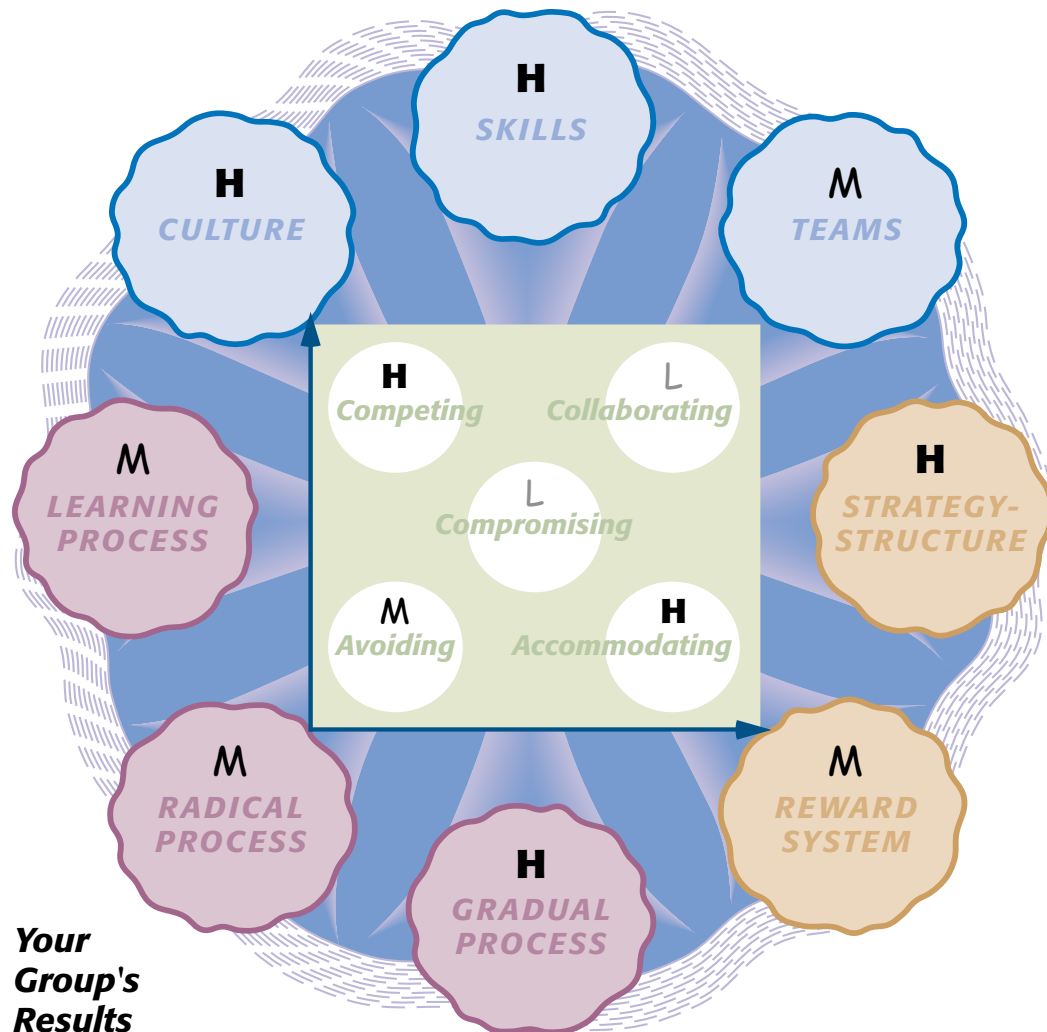 H
SKILLS
H
CULTURE
M
TEAMS
H
Competing
L
Collaborating
M
LEARNING
PROCESS
H
STRATEGY-
STRUCTURE
L
Compromising
M
Avoiding
H
Accommodating
M
RADICAL
PROCESS
M
REWARD
SYSTEM
H
GRADUAL
PROCESS
Your
Group's
Results